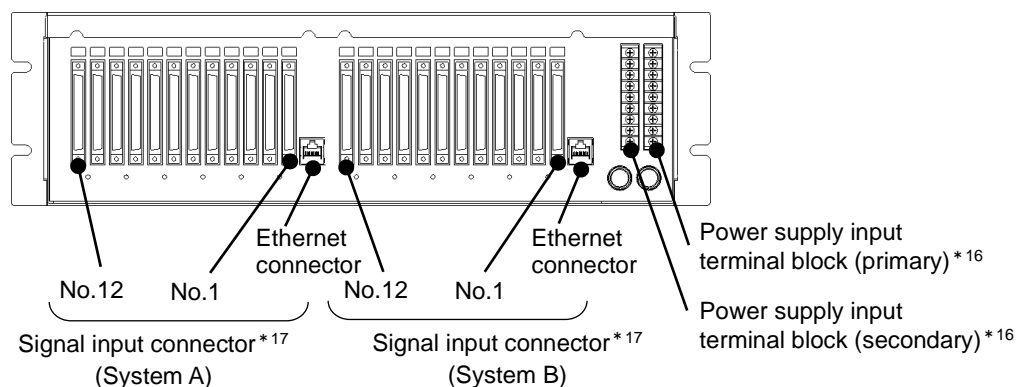 Ethernet
connector
No.12
No.1
Signal input connector*17
(System A)
Ethernet
connector
No.12
No.1
Signal input connector*17
(System B)
Power supply input
terminal block (primary)*16
Power supply input
terminal block (secondary)*16